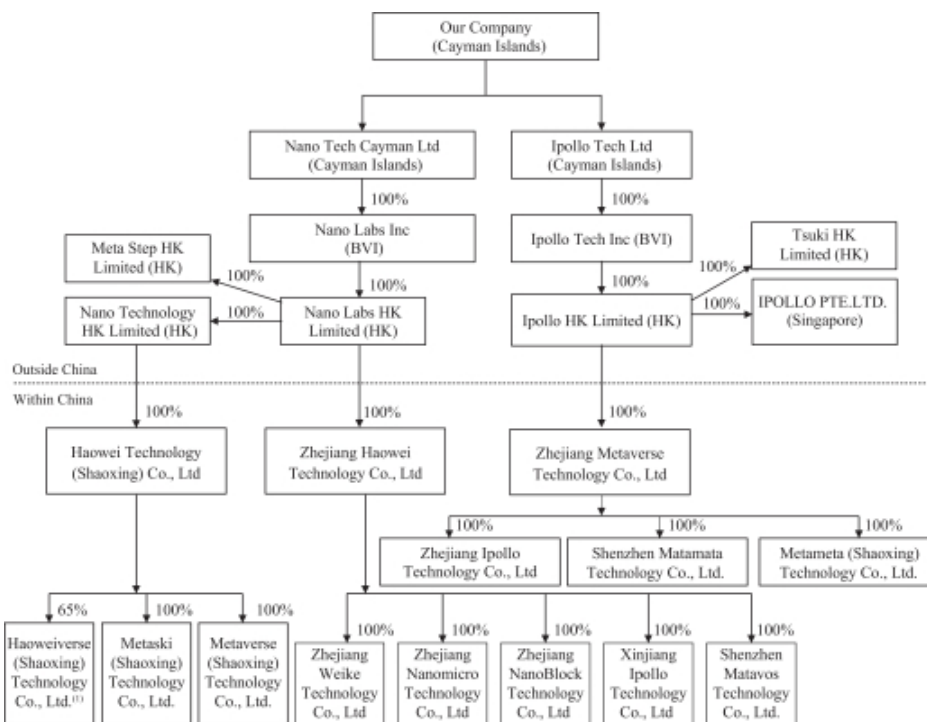 Our Company
(Cayman Islands)
Nano Tech Cayman Ltd
(Cayman Islands)
Ipollo Tech Ltd
(Cayman Islands)
100%
100%
Nano Labs Inc
(BVI)
Ipollo Tech Inc (BVI)
Meta Step HK
Limited (HK)
Tsuki HK
Limited (HK)
100%
100%
100%
100%
Nano Technology
HK Limited (HK)
100%
Nano Labs HK
Limited (HK)
Ipollo HK Limited (HK)
100%
IPOLLO PTE.LTD.
(Singapore)
Outside China
Within China
100%
100%
100%
Haowei Technology
(Shaoxing) Co., Ltd
Zhejiang Haowei
Technology Co., Ltd
Zhejiang Metaverse
Technology Co., Ltd
100%
100%
100%
Zhejiang Ipollo
Technology Co., Ltd
Shenzhen Matamata
Technology Co., Ltd.
Metameta (Shaoxing)
Technology Co., Ltd.
65%
100%
100%
Haoweiverse
(Shaoxing)
Technology
Co., Ltd.(1)
Metaski
(Shaoxing)
Technology
Co., Ltd.
Metaverse
(Shaoxing)
Technology
Co., Ltd.
100%
100%
100%
100%
100%
Zhejiang
Weike
Technology
Co., Ltd
Zhejiang
Nanomicro
Technology
Co., Ltd
Zhejiang
NanoBlock
Technology
Co., Ltd
Xinjiang
Ipollo
Technology
Co., Ltd
Shenzhen
Matavos
Technology
Co., Ltd.